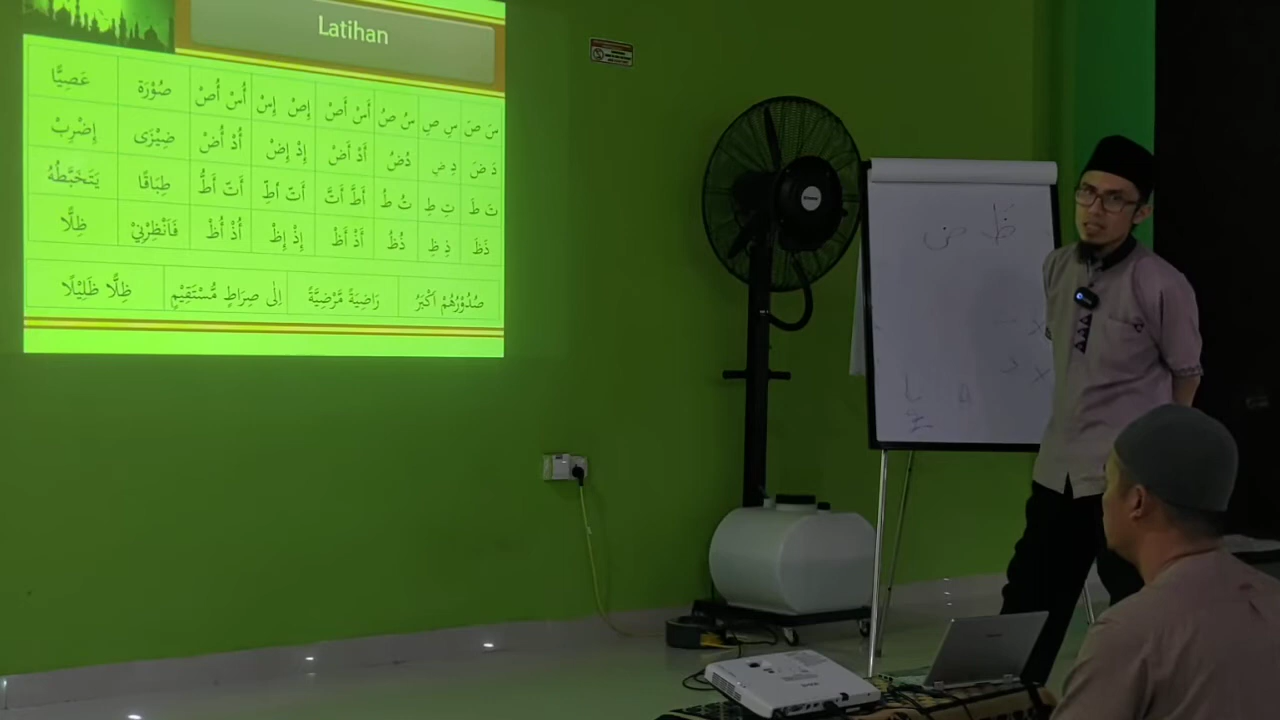 Latihan
سَ صَ سِ صِ سُ صُ أَسْ أَصْ إِسْ إِصْ أُسْ أُصْ صُوْرَة عَصِيًّا
دَ ضَ دِ ضِ دُ ضُ أَدْ أَضْ إِدْ إِضْ أُدْ أُضْ ضِيْزَى إِضْرِبْ
تَ طَ تِ طِ تُ طُ طِبَاقًا يَتَخَبَّطُهُ
ذَ ظَ ذِ ظِ ذُ ظُ أَذْ أَظْ إِذْ إِظْ أُذْ أُظْ فَانْظِرْنِيْ ظِلًّا
صُدُوْرُهُمْ اَكْبَرُ رَاضِيَةً مَّرْضِيَّةً اِلٰى صِرَاطٍ مُّسْتَقِيْمٍ ظِلًّا ظَلِيْلًا
ظَ ض